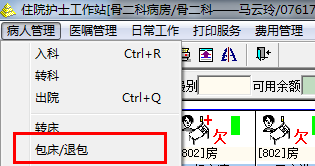 住院护士工作站[骨二科病房/骨二科——马云玲/07617
病人管理 医嘱管理 日常工作 打印服务 费用管理
入科 Ctrl+R
转科
出院 Ctrl+Q
级别 可用余额
转床
包床/退包
欠 欠
[802]房 [802]房